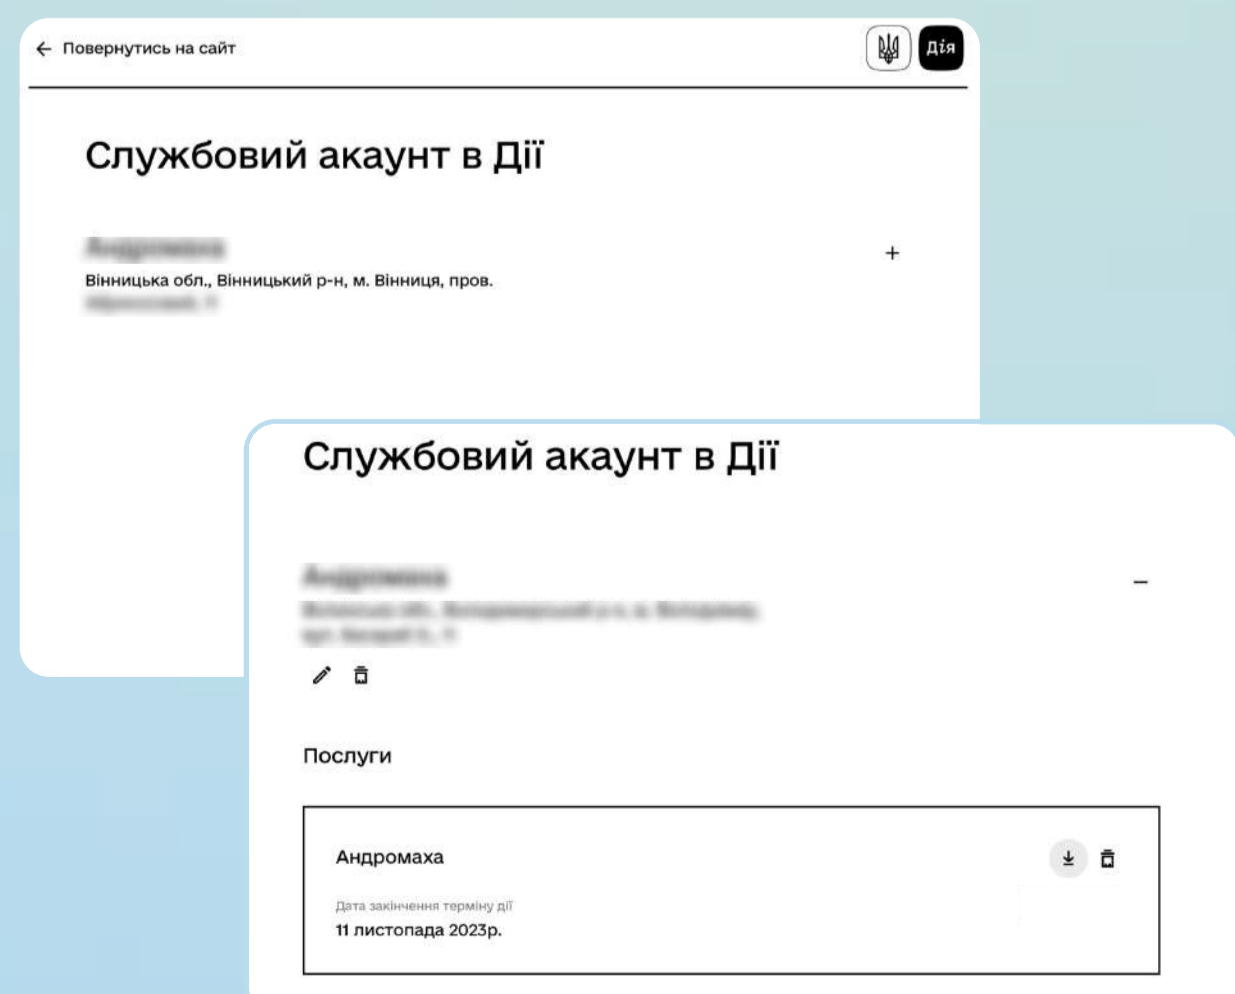 Повернутись на сайт
Дія
Службовий акаунт в Дії
Вінницька обл., Вінницький р-н, м. Вінниця, пров.
Службовий акаунт в Дії
Послуги
Андромаха
Дата закінчення терміну дії
11 листопада 2023р.